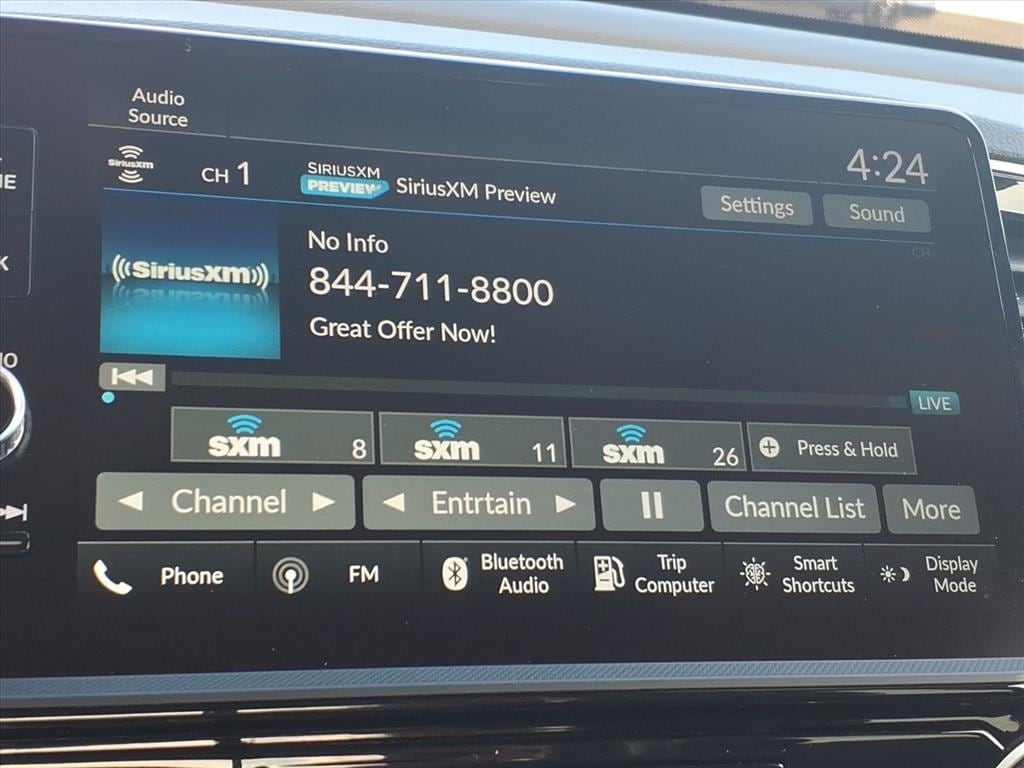 Audio
Source
SiriusXM
CH 1
SIRIUSXM
PREVIEW
SiriusXM Preview
4:24
Settings
Sound
CH
SiriusXM
No Info
844-711-8800
Great Offer Now!
LIVE
sxm 8
sxm 11
sxm 26
Press & Hold
Channel
Entrtain
Channel List
More
Phone
FM
Bluetooth
Audio
Trip
Computer
Smart
Shortcuts
Display
Mode